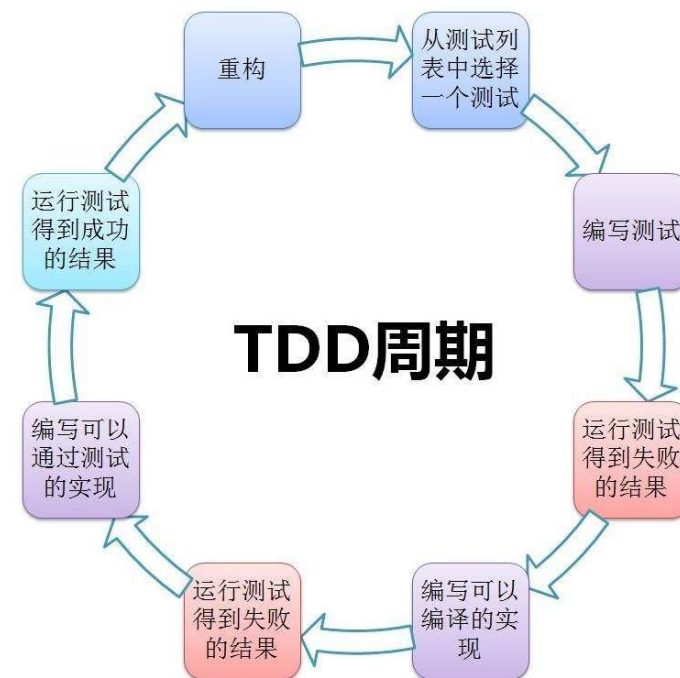 重构
从测试列
表中选择
一个测试
编写测试
运行测试
得到失败
的结果
编写可以
编译的实
现
运行测试
得到失败
的结果
编写可以
通过测试
的实现
运行测试
得到成功
的结果
TDD周期